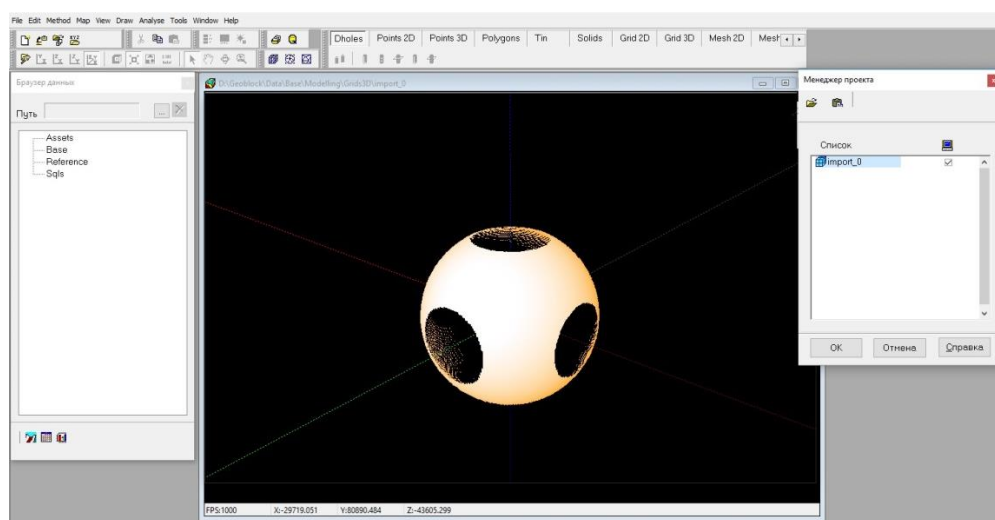 File Edit Method Map View Draw Analyse Tools Window Help
Dholes Points 2D Points 3D Polygons Tin Solids Grid 2D Grid 3D Mesh 2D Mesh
Браузер данных
Путь
...
Assets
Base
Reference
Sqls
D:\Geoblock\Data\Base\Modelling\Grids3D\import_0
FPS:1000 X:-29719.051 Y:80890.484 Z:-43605.299
Менеджер проекта
Список
import_0
OK Отмена Справка